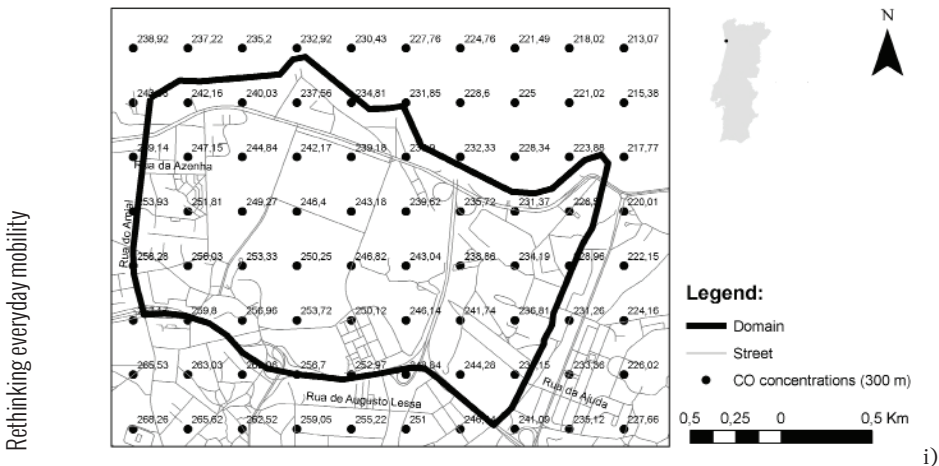 Rethinking everyday mobility
238,92 237,22 235,2 232,92 230,43 227,76 224,76 221,49 218,02 213,07
242,16 240,03 237,56 234,81 231,85 228,6 225 221,02 215,38
247,15 244,84 242,17 239,18 232,33 228,34 223,88 217,77
Rua da Azenha
253,93 251,81 249,27 246,4 243,18 239,62 235,72 231,37 220,01
Rua do Amial
258,28 256,03 253,33 250,25 246,82 243,04 238,86 234,19 228,96 222,15
259,8 256,96 253,72 250,12 246,14 241,74 236,81 231,26 224,16
265,53 263,03 256,7 252,97 244,28 233,36 226,02
Rua da Ajuda
Rua de Augusto Lessa
268,26 265,62 262,52 259,05 255,22 251 241,09 235,12 227,66
N
Legend:
Domain
Street
CO concentrations (300 m)
0,5 0,25 0 0,5 Km
i)